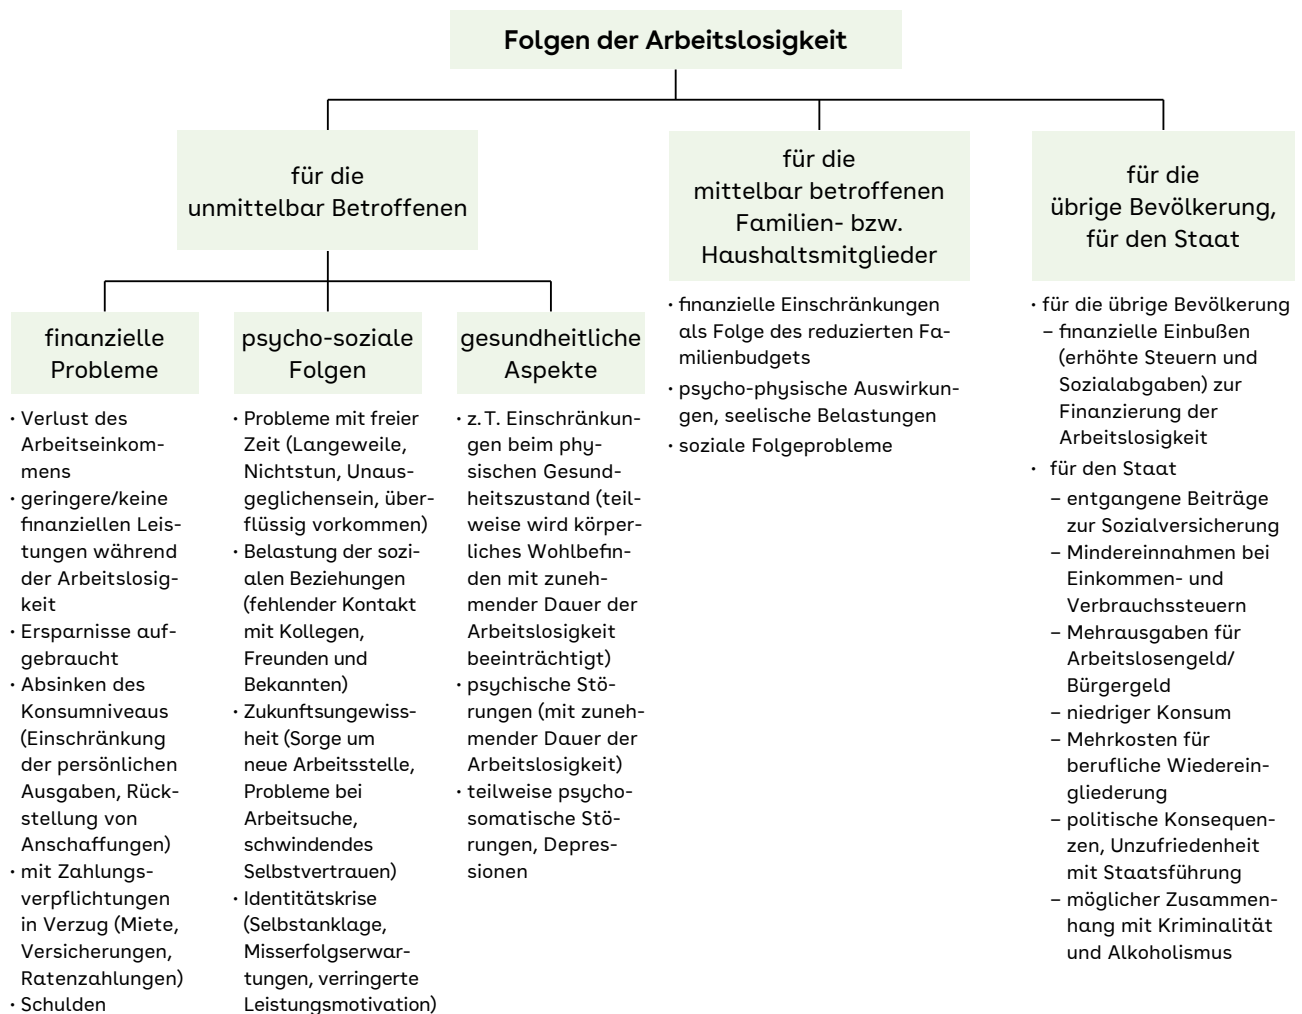 Folgen der Arbeitslosigkeit
für die
unmittelbar Betroffenen
für die
mittelbar betroffenen
Familien- bzw.
Haushaltsmitglieder
für die
übrige Bevölkerung,
für den Staat
finanzielle
Probleme
· Verlust des
Arbeitseinkom-
mens
· geringere/keine
finanziellen Leis-
tungen während
der Arbeitslosig-
keit
· Ersparnisse auf-
gebraucht
· Absinken des
Konsumniveaus
(Einschränkung
der persönlichen
Ausgaben, Rück-
stellung von
Anschaffungen)
· mit Zahlungs-
verpflichtungen
in Verzug (Miete,
Versicherungen,
Ratenzahlungen)
· Schulden
psycho-soziale
Folgen
· Probleme mit freier
Zeit (Langeweile,
Nichtstun, Unaus-
geglichensein, über-
flüssig vorkommen)
· Belastung der sozi-
alen Beziehungen
(fehlender Kontakt
mit Kollegen,
Freunden und
Bekannten)
· Zukunftsungewiss-
heit (Sorge um
neue Arbeitsstelle,
Probleme bei
Arbeitsuche,
schwindendes
Selbstvertrauen)
· Identitätskrise
(Selbstanklage,
Misserfolgserwar-
tungen, verringerte
Leistungsmotivation)
gesundheitliche
Aspekte
· z. T. Einschränkun-
gen beim phy-
sischen Gesund-
heitszustand (teil-
weise wird körper-
liches Wohlbefin-
den mit zuneh-
mender Dauer der
Arbeitslosigkeit
beeinträchtigt)
· psychische Stö-
rungen (mit zuneh-
mender Dauer der
Arbeitslosigkeit)
· teilweise psycho-
somatische Stö-
rungen, Depres-
sionen
· finanzielle Einschränkungen
als Folge des reduzierten Fa-
milienbudgets
· psycho-physische Auswirkun-
gen, seelische Belastungen
· soziale Folgeprobleme
· für die übrige Bevölkerung
– finanzielle Einbußen
(erhöhte Steuern und
Sozialabgaben) zur
Finanzierung der
Arbeitslosigkeit
· für den Staat
– entgangene Beiträge
zur Sozialversicherung
– Mindereinnahmen bei
Einkommen- und
Verbrauchssteuern
– Mehrausgaben für
Arbeitslosengeld/
Bürgergeld
– niedriger Konsum
– Mehrkosten für
berufliche Wiederein-
gliederung
– politische Konsequen-
zen, Unzufriedenheit
mit Staatsführung
– möglicher Zusammen-
hang mit Kriminalität
und Alkoholismus